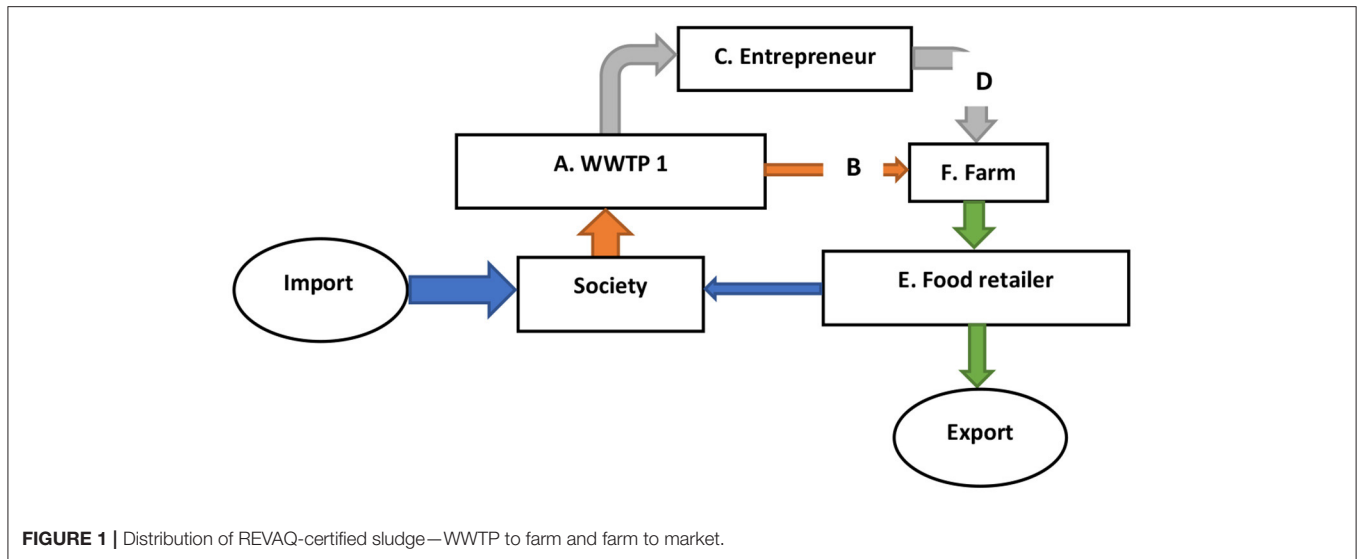 C. Entrepreneur
D
A. WWTP 1
B
F. Farm
Import
Society
E. Food retailer
Export
FIGURE 1 | Distribution of REVAQ-certified sludge—WWTP to farm and farm to market.